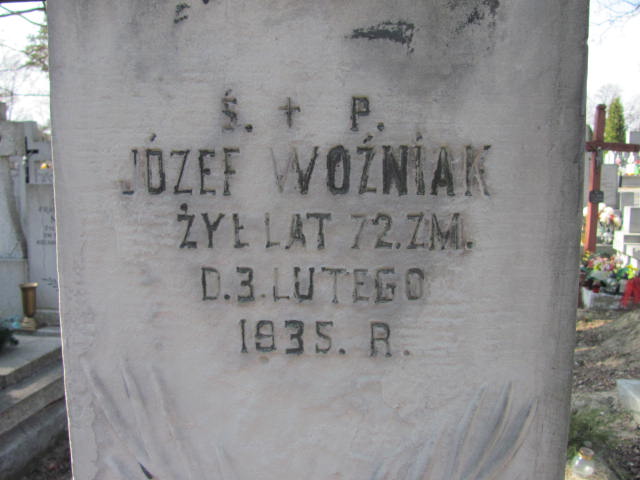 Ś. + P.
JÓZEF WOŹNIAK
ŻYŁ LAT 72. ZM.
D. 3. LUTEGO
1935. R.